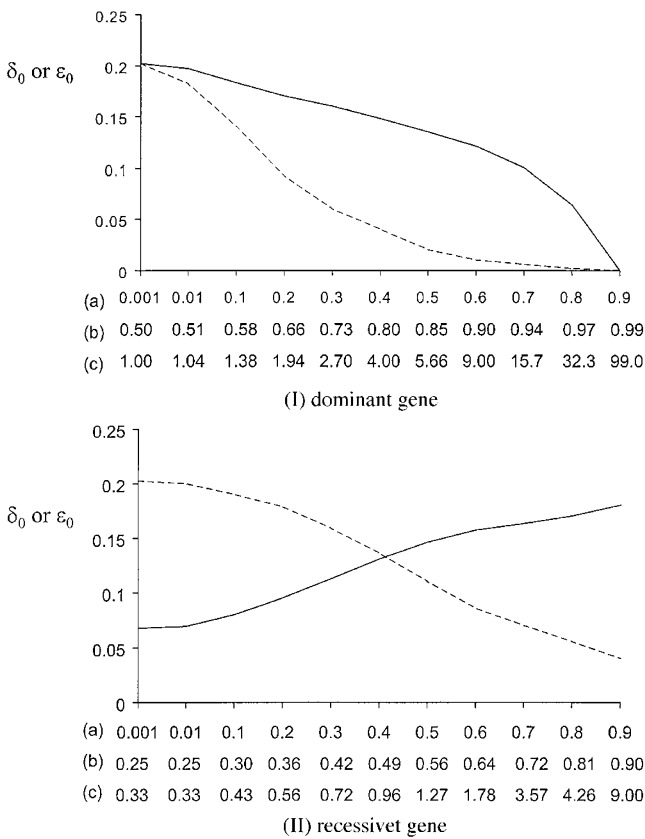 0.25
0.2
δ0 or ε0
0.15
0.1
0.05
0
(a) 0.001 0.01 0.1 0.2 0.3 0.4 0.5 0.6 0.7 0.8 0.9
(b) 0.50 0.51 0.58 0.66 0.73 0.80 0.85 0.90 0.94 0.97 0.99
(c) 1.00 1.04 1.38 1.94 2.70 4.00 5.66 9.00 15.7 32.3 99.0
(I) dominant gene
0.25
0.2
δ0 or ε0
0.15
0.1
0.05
0
(a) 0.001 0.01 0.1 0.2 0.3 0.4 0.5 0.6 0.7 0.8 0.9
(b) 0.25 0.25 0.30 0.36 0.42 0.49 0.56 0.64 0.72 0.81 0.90
(c) 0.33 0.33 0.43 0.56 0.72 0.96 1.27 1.78 3.57 4.26 9.00
(II) recessivet gene